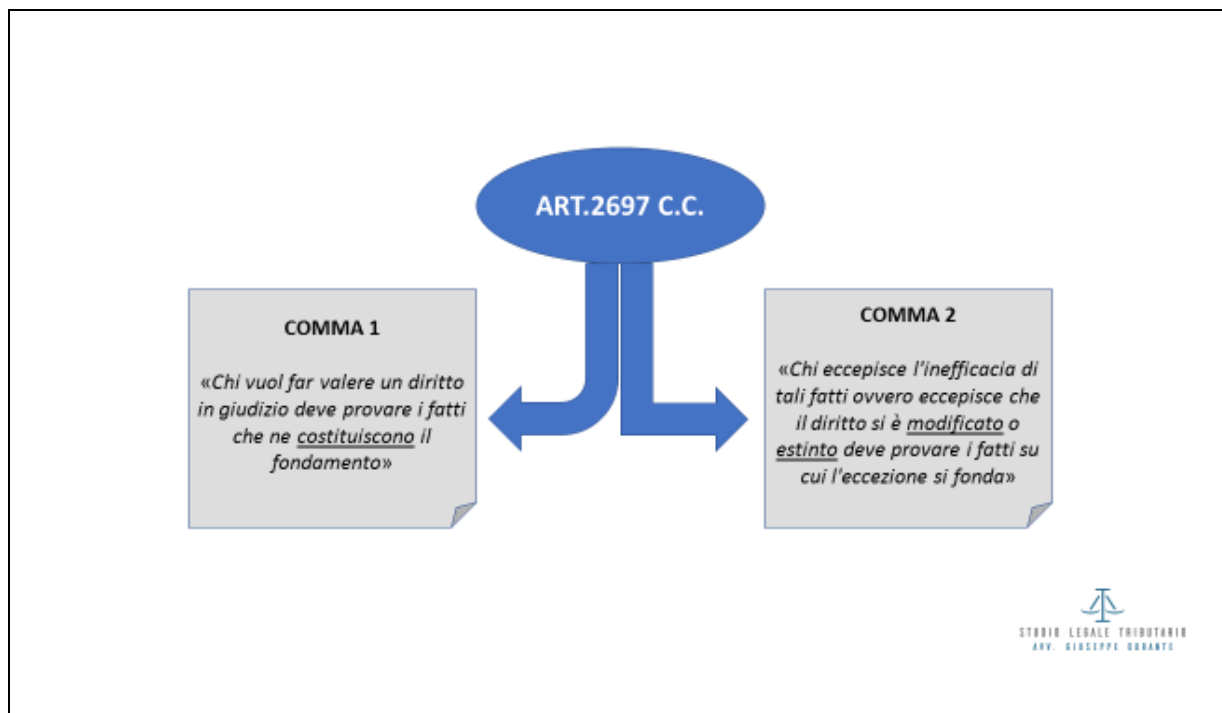 ART.2697 C.C.
COMMA 1
«Chi vuol far valere un diritto
in giudizio deve provare i fatti
che ne costituiscono il
fondamento»
COMMA 2
«Chi eccepisce l'inefficacia di
tali fatti ovvero eccepisce che
il diritto si è modificato o
estinto deve provare i fatti su
cui l'eccezione si fonda»
STUDIO LEGALE TRIBUTARIO
AVV. GIUSEPPE DURANTE